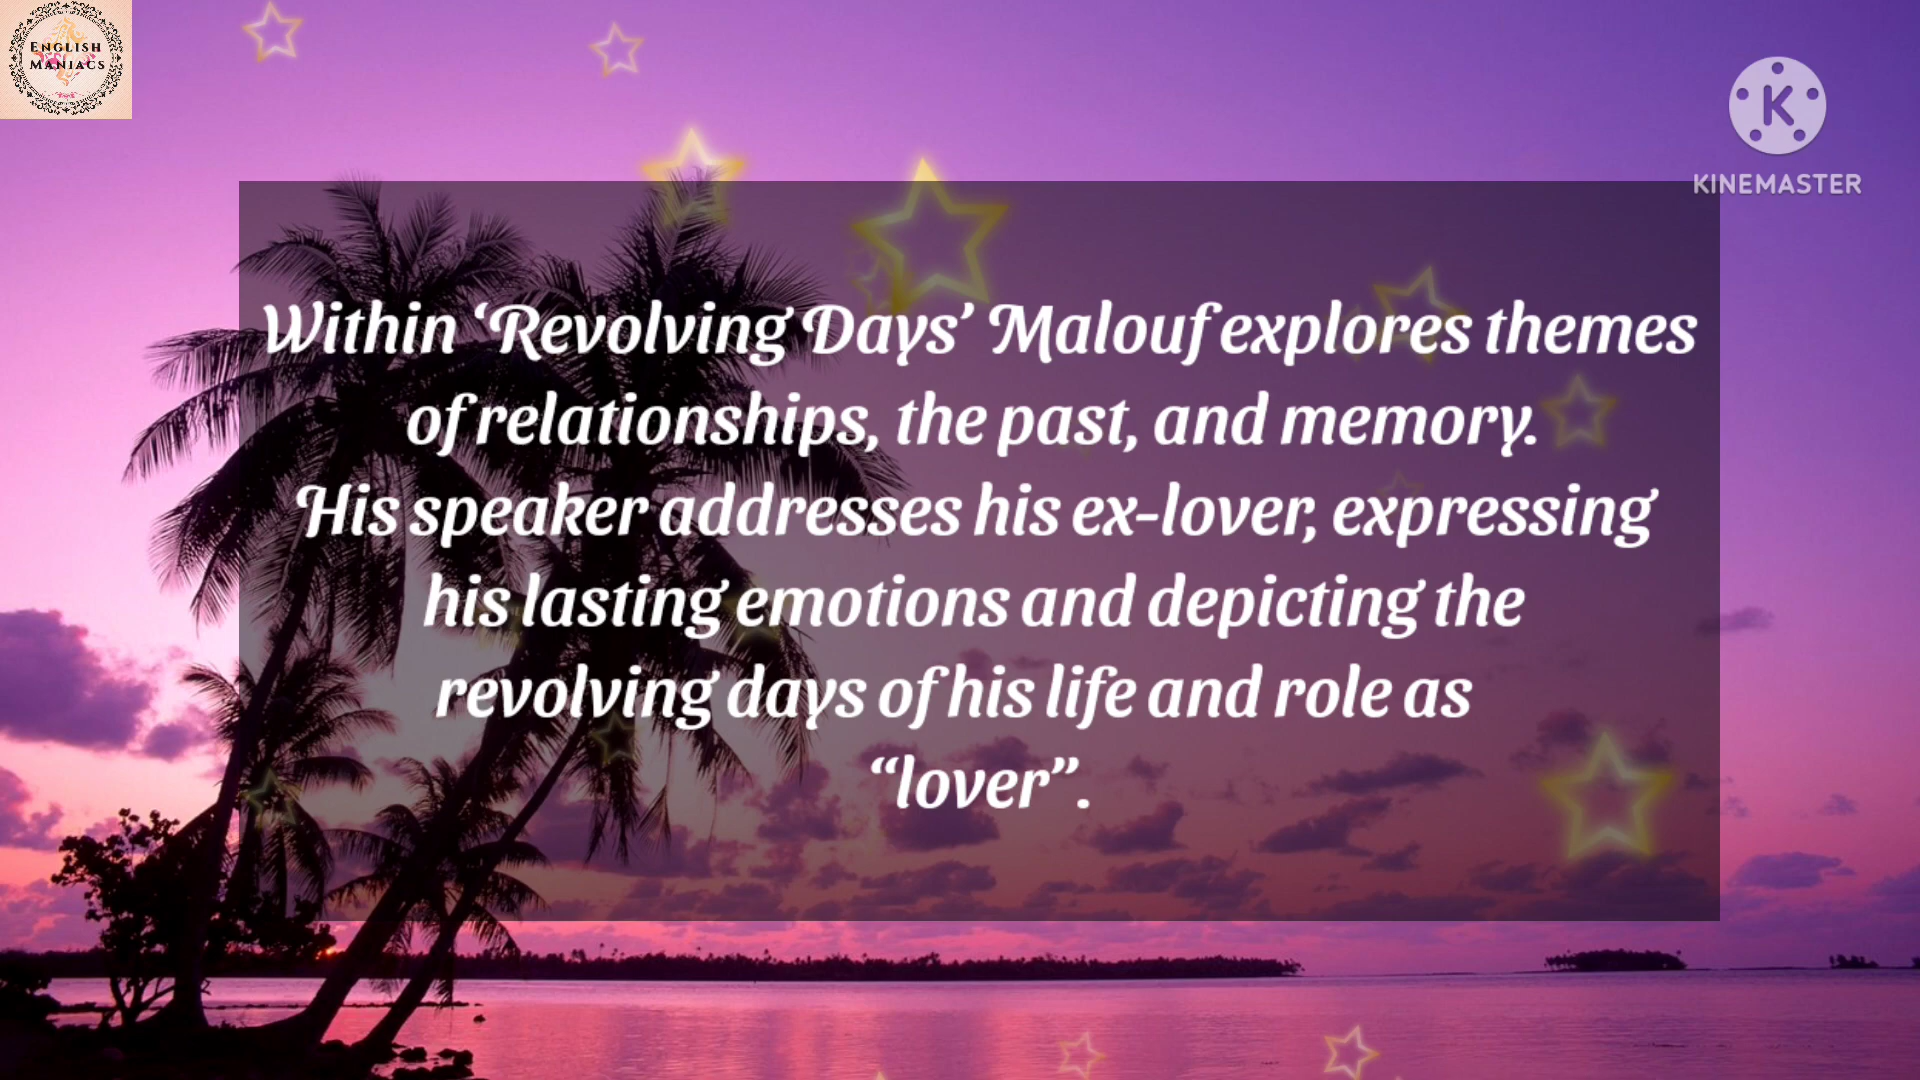 ENGLISH
MANIACS
K
KINEMASTER
Within ‘Revolving Days’ Malouf explores themes
of relationships, the past, and memory.
His speaker addresses his ex-lover, expressing
his lasting emotions and depicting the
revolving days of his life and role as
“lover”.